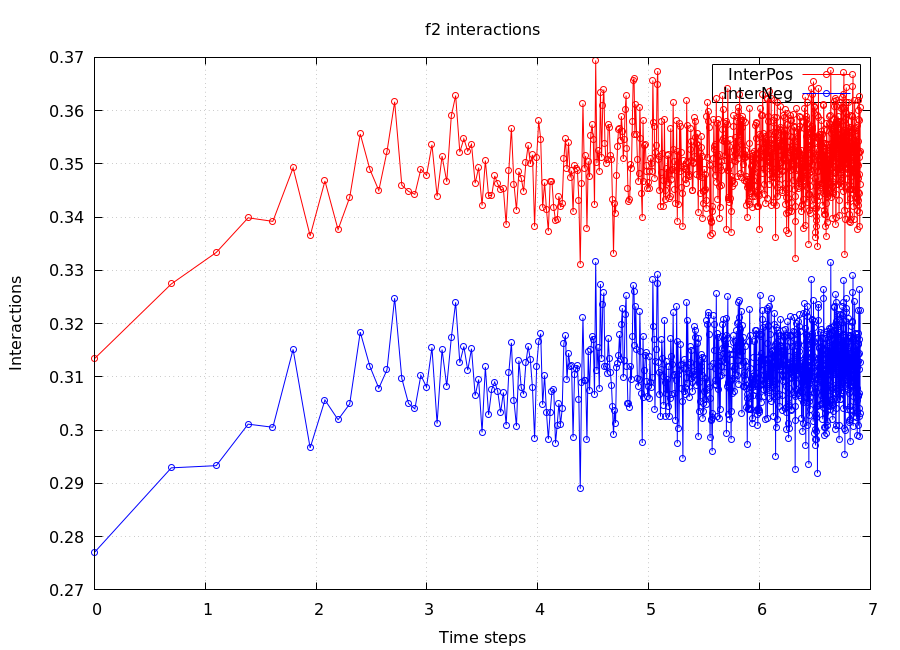 f2 interactions
InterPos
InterNeg
Interactions
0.37
0.36
0.35
0.34
0.33
0.32
0.31
0.3
0.29
0.28
0.27
0 1 2 3 4 5 6 7
Time steps